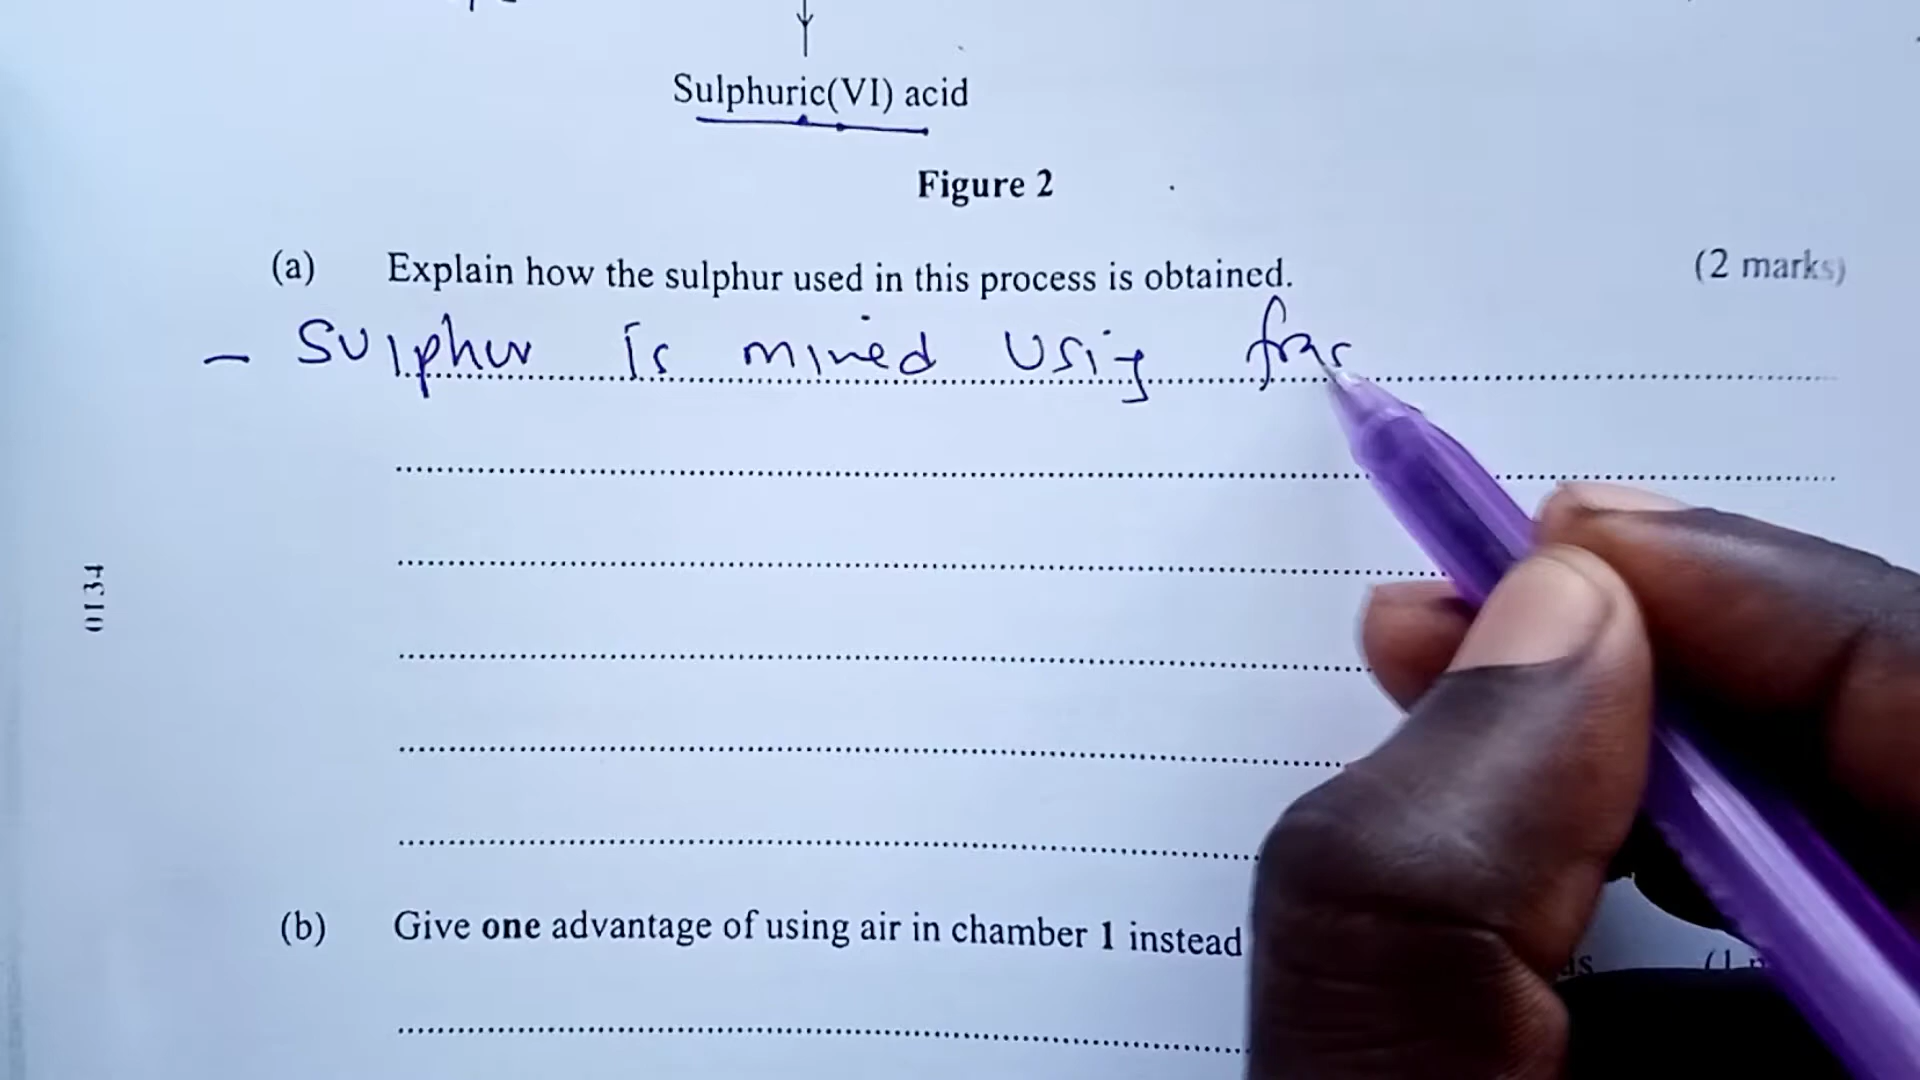 Sulphuric(VI) acid
Figure 2
(a) Explain how the sulphur used in this process is obtained. (2 marks)
- Sulphur is mined Using fras
0134
(b) Give one advantage of using air in chamber 1 instead